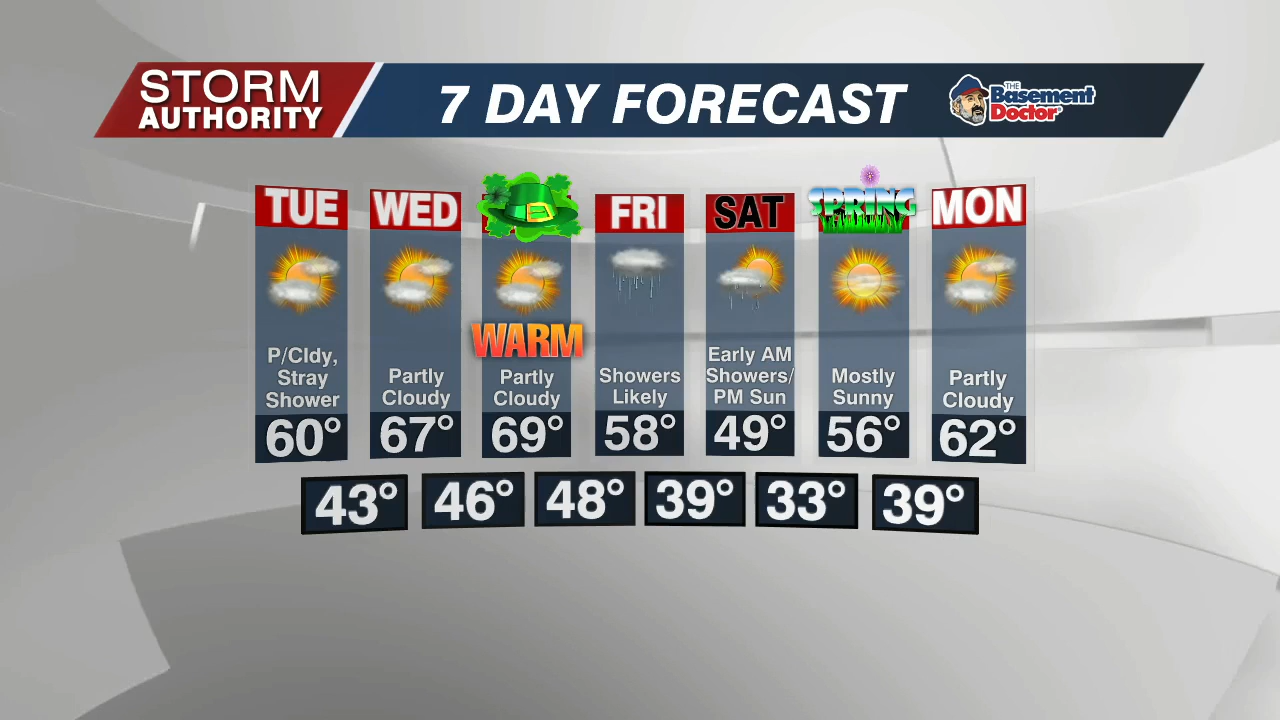 STORM
AUTHORITY
7 DAY FORECAST
THE
Basement
Doctor
TUE
WED
FRI
SAT
SPRING
MON
WARM
P/Cldy,
Stray
Shower
Partly
Cloudy
Partly
Cloudy
Showers
Likely
Early AM
Showers/
PM Sun
Mostly
Sunny
Partly
Cloudy
60° 67° 69° 58° 49° 56° 62°
43° 46° 48° 39° 33° 39°